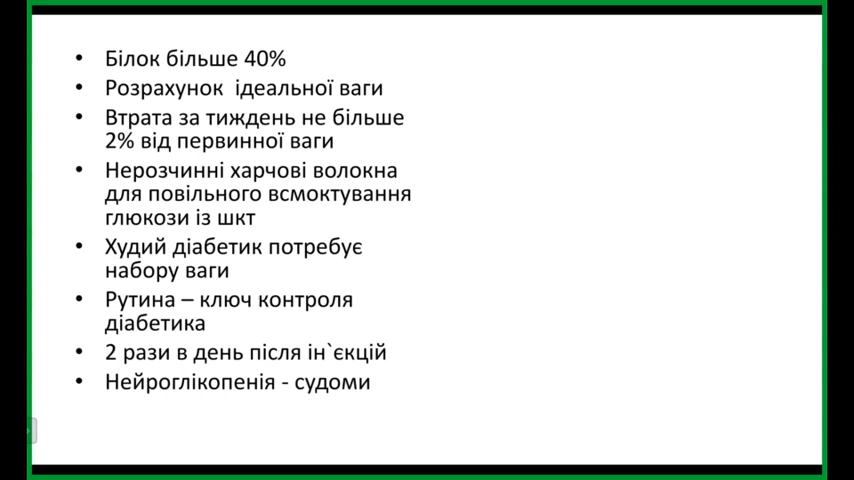 • Білок більше 40%
• Розрахунок ідеальної ваги
• Втрата за тиждень не більше
2% від первинної ваги
• Нерозчинні харчові волокна
для повільного всмоктування
глюкози із шкт
• Худий діабетик потребує
набору ваги
• Рутина – ключ контроля
діабетика
• 2 рази в день після ін`єкцій
• Нейроглікопенія - судоми